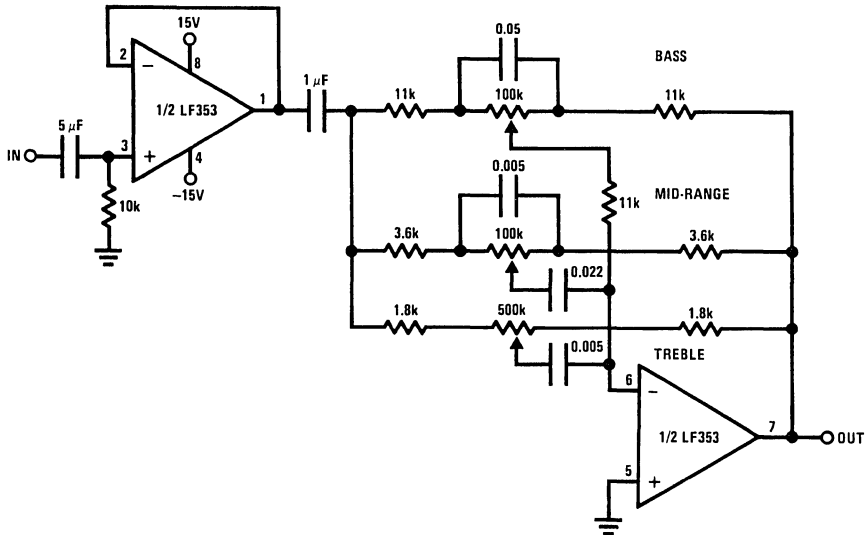 15V
0.05
BASS
2
8
−
1 μF
11k
100k
11k
1/2 LF353
1
5 μF
3
IN
+
4
−15V
0.005
10k
11k
MID-RANGE
3.6k
100k
3.6k
0.022
1.8k
500k
1.8k
0.005
TREBLE
6
−
7
1/2 LF353
OUT
5
+